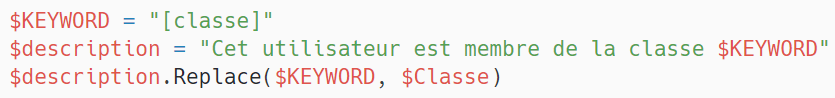 $KEYWORD = "[classe]"
$description = "Cet utilisateur est membre de la classe $KEYWORD"
$description.Replace($KEYWORD, $Classe)